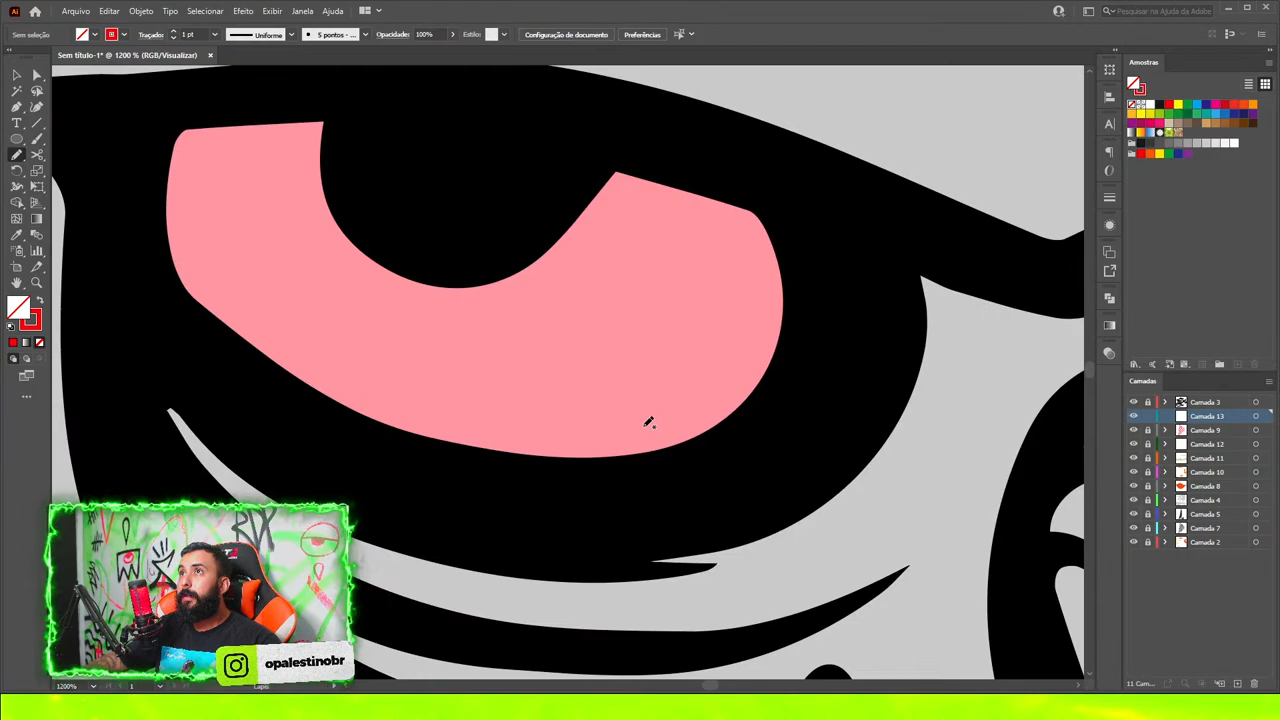 Ai
Arquivo Editar Objeto Tipo Selecionar Efeito Exibir Janela Ajuda
Pesquisar na Ajuda da Adobe
Sem seleção
Traçados:
1 pt
Uniforme
5 pontos - ...
Opacidade:
100%
Estilo:
Configuração de documento
Preferências
Sem título-1* @ 1200 % (RGB/Visualizar)
Amostras
Camadas
Camada 3
Camada 13
Camada 9
Camada 12
Camada 11
Camada 10
Camada 8
Camada 4
Camada 5
Camada 7
Camada 2
opalestinobr
1200%
1
Lápis
11 Cam...